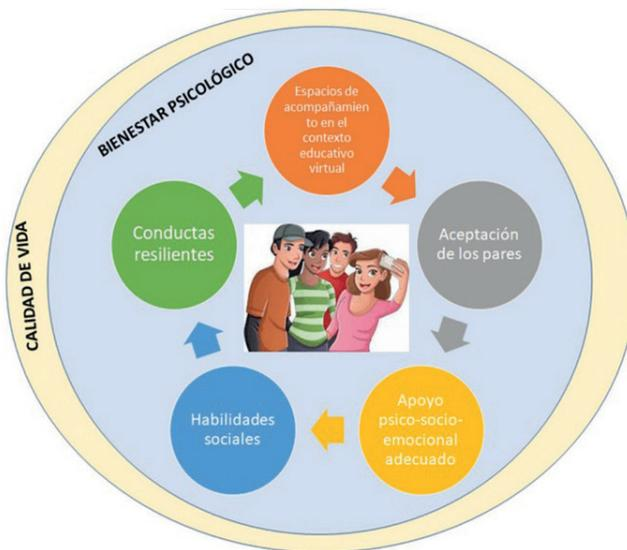 BIENESTAR PSICOLÓGICO
CALIDAD DE VIDA
Espacios de
acompañamien
to en el
contexto
educativo
virtual
Aceptación
de los pares
Apoyo
psico-socio-
emocional
adecuado
Habilidades
sociales
Conductas
resilientes